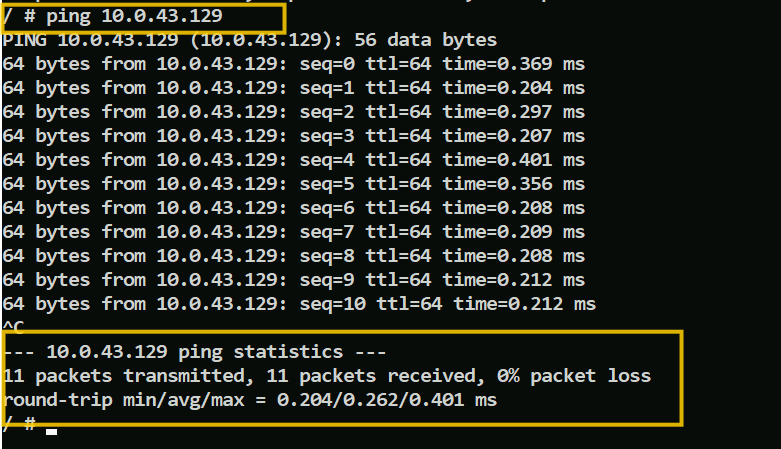 / # ping 10.0.43.129
PING 10.0.43.129 (10.0.43.129): 56 data bytes
64 bytes from 10.0.43.129: seq=0 ttl=64 time=0.369 ms
64 bytes from 10.0.43.129: seq=1 ttl=64 time=0.204 ms
64 bytes from 10.0.43.129: seq=2 ttl=64 time=0.297 ms
64 bytes from 10.0.43.129: seq=3 ttl=64 time=0.207 ms
64 bytes from 10.0.43.129: seq=4 ttl=64 time=0.401 ms
64 bytes from 10.0.43.129: seq=5 ttl=64 time=0.356 ms
64 bytes from 10.0.43.129: seq=6 ttl=64 time=0.208 ms
64 bytes from 10.0.43.129: seq=7 ttl=64 time=0.209 ms
64 bytes from 10.0.43.129: seq=8 ttl=64 time=0.208 ms
64 bytes from 10.0.43.129: seq=9 ttl=64 time=0.212 ms
64 bytes from 10.0.43.129: seq=10 ttl=64 time=0.212 ms
^C
--- 10.0.43.129 ping statistics ---
11 packets transmitted, 11 packets received, 0% packet loss
round-trip min/avg/max = 0.204/0.262/0.401 ms
/ #